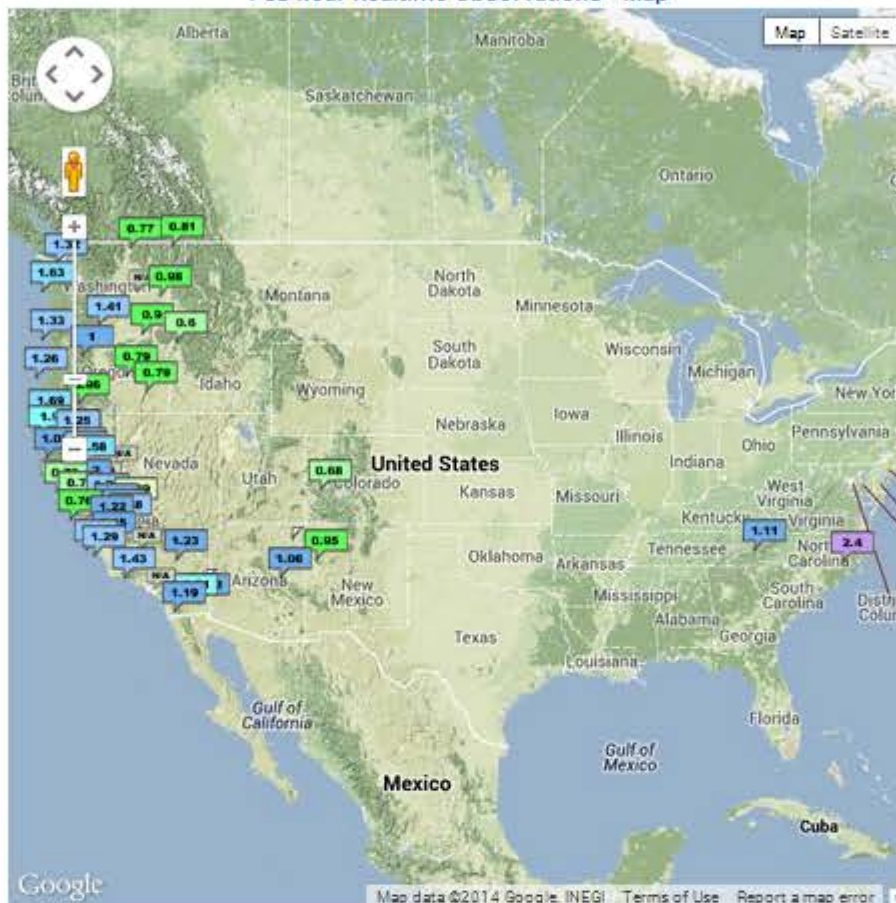 Map
Alberta
Map Satellite
Manitoba
Saskatchewan
Ontario
0.77 0.81
1.63
0.98
North
Dakota
Montana
1.41
Minnesota
1.33
0.6
1
Wisconsin
South
Dakota
0.79
1.26
Michigan
0.79
Idaho
Wyoming
1.69
Iowa
Nebraska
1.25
Pennsylvania
Illinois
Ohio
Indiana
Nevada
United States
0.68
Utah
Colorado
West
Virginia
Kansas
Missouri
1.22
Kentucky
1.11
Virginia
1.29
N/A
1.23
0.95
Tennessee
North
Carolina
2.4
1.43
1.06
Oklahoma
Arkansas
N/A
Arizona
New
Mexico
1.19
Mississippi
South
Carolina
Alabama
Georgia
Texas
Louisiana
Gulf of
California
Florida
Gulf of
Mexico
Mexico
Cuba
Google
Map data ©2014 Google, INEGI Terms of Use Report a map error